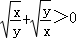 √(x/y) + √(y/x) > 0